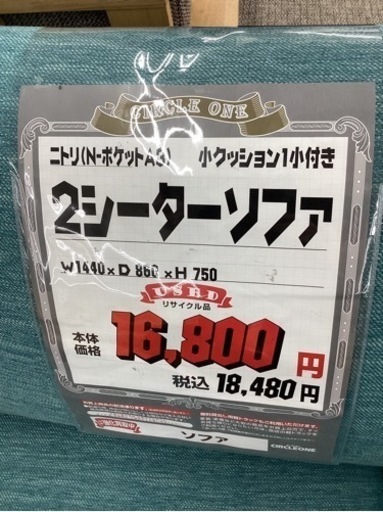 CIRCLE ONE
ニトリ(N-ポケットA3) 小クッション1小付き
2シーターソファ
W1440×D 860×H 750
USED
リサイクル品
本体価格 16,800円
税込 18,480円
ソファ
CIRCLEONE